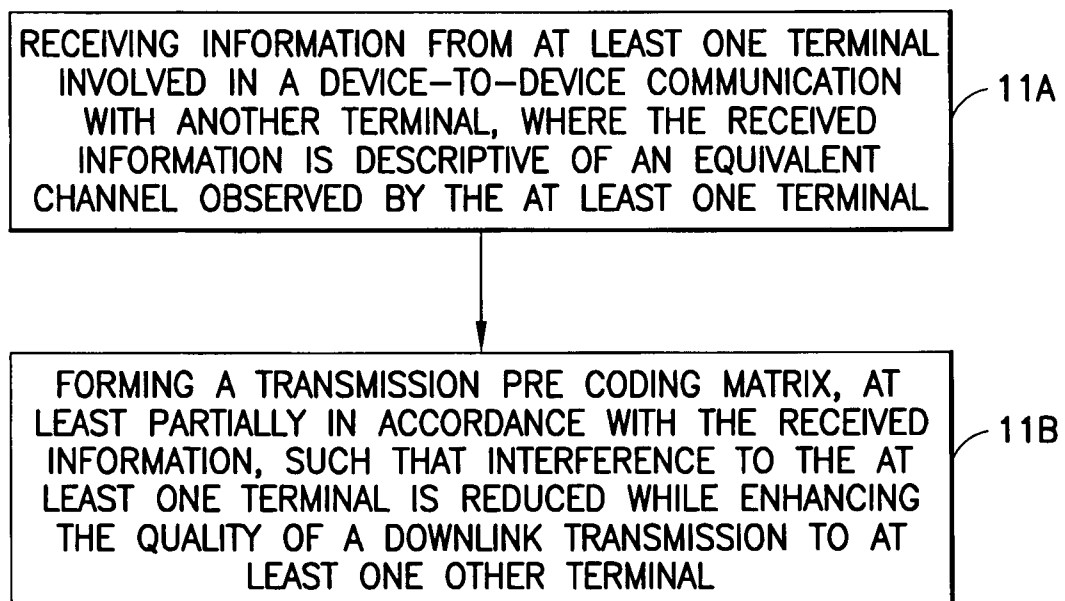 RECEIVING INFORMATION FROM AT LEAST ONE TERMINAL
INVOLVED IN A DEVICE-TO-DEVICE COMMUNICATION
WITH ANOTHER TERMINAL, WHERE THE RECEIVED
INFORMATION IS DESCRIPTIVE OF AN EQUIVALENT
CHANNEL OBSERVED BY THE AT LEAST ONE TERMINAL
11A
FORMING A TRANSMISSION PRE CODING MATRIX, AT
LEAST PARTIALLY IN ACCORDANCE WITH THE RECEIVED
INFORMATION, SUCH THAT INTERFERENCE TO THE AT
LEAST ONE TERMINAL IS REDUCED WHILE ENHANCING
THE QUALITY OF A DOWNLINK TRANSMISSION TO AT
LEAST ONE OTHER TERMINAL
11B